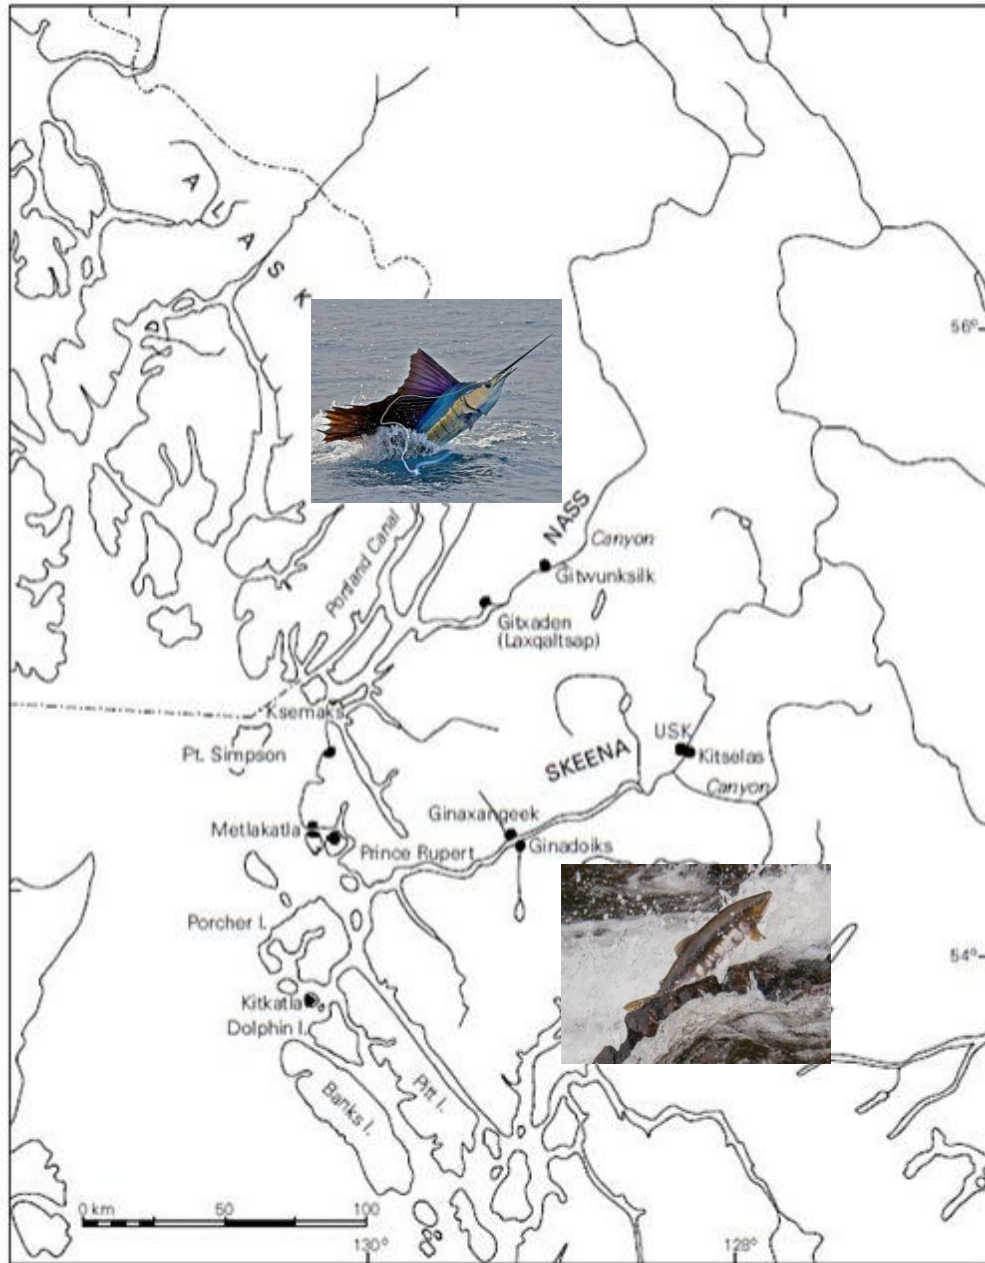 A L A S K
56°
Portland Canal
NASS
Canyon
Gitwunksilk
Gitxaden
(Laxqaltsap)
Ksemaks
Pt. Simpson
SKEENA
USK
Kitselas
Canyon
Ginaxangeek
Metlakatla
Ginadoiks
Prince Rupert
Porcher I.
54°
Kitkatla
Dolphin I.
Pitt I.
Banks I.
0 km 50 100
130° 128°